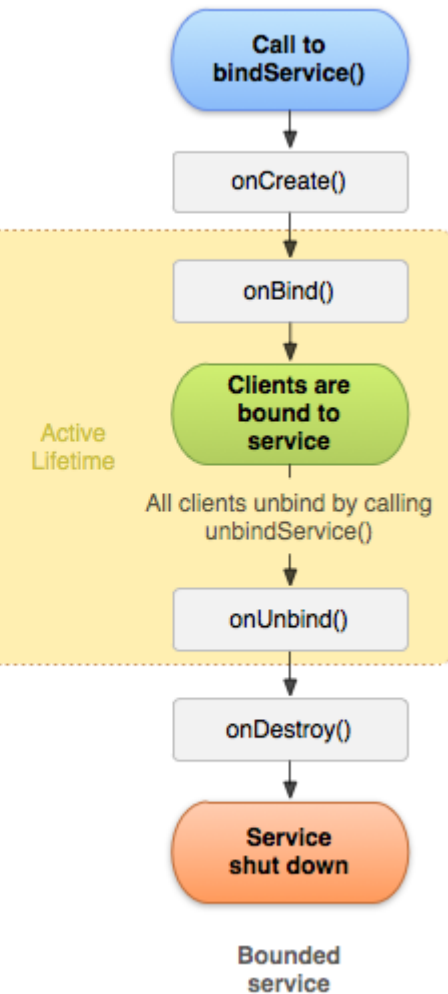 Call to
bindService()
onCreate()
onBind()
Clients are
bound to
service
Active
Lifetime
All clients unbind by calling
unbindService()
onUnbind()
onDestroy()
Service
shut down
Bounded
service